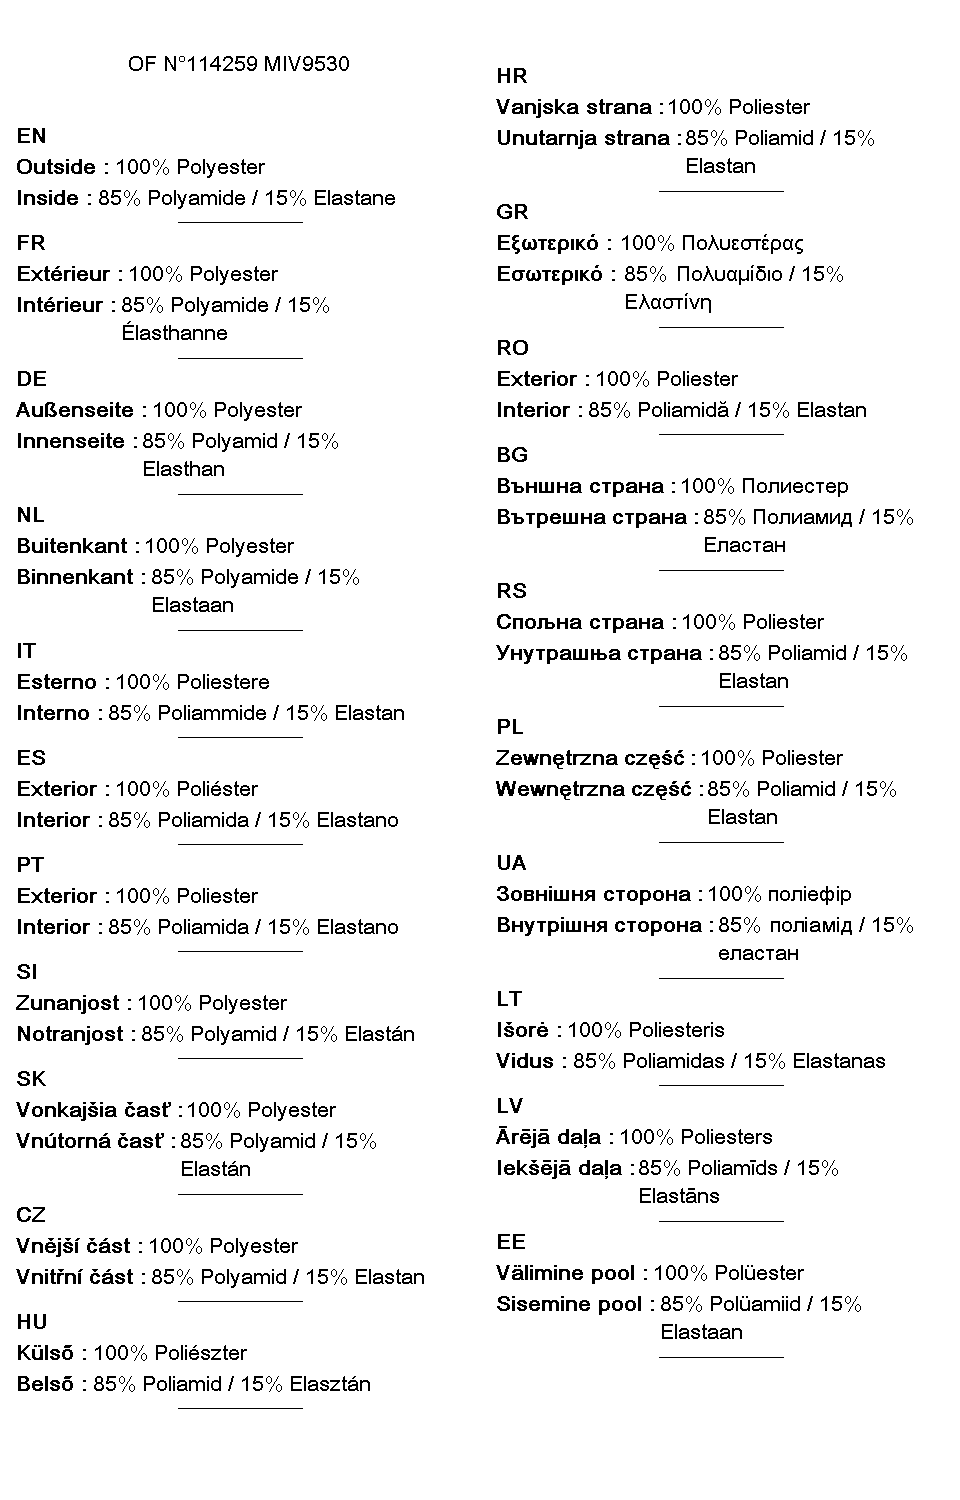 OF N°114259 MIV9530
EN
Outside : 100% Polyester
Inside : 85% Polyamide / 15% Elastane
FR
Extérieur : 100% Polyester
Intérieur : 85% Polyamide / 15%
Élasthanne
DE
Außenseite : 100% Polyester
Innenseite : 85% Polyamid / 15%
Elasthan
NL
Buitenkant : 100% Polyester
Binnenkant : 85% Polyamide / 15%
Elastaan
IT
Esterno : 100% Poliestere
Interno : 85% Poliammide / 15% Elastan
ES
Exterior : 100% Poliéster
Interior : 85% Poliamida / 15% Elastano
PT
Exterior : 100% Poliester
Interior : 85% Poliamida / 15% Elastano
SI
Zunanjost : 100% Polyester
Notranjost : 85% Polyamid / 15% Elastán
SK
Vonkajšia časť : 100% Polyester
Vnútorná časť : 85% Polyamid / 15%
Elastán
CZ
Vnější část : 100% Polyester
Vnitřní část : 85% Polyamid / 15% Elastan
HU
Külső : 100% Poliészter
Belső : 85% Poliamid / 15% Elasztán
HR
Vanjska strana : 100% Poliester
Unutarnja strana : 85% Poliamid / 15%
Elastan
GR
Εξωτερικό : 100% Πολυεστέρας
Εσωτερικό : 85% Πολυαμίδιο / 15%
Ελαστίνη
RO
Exterior : 100% Poliester
Interior : 85% Poliamidă / 15% Elastan
BG
Външна страна : 100% Полиестер
Вътрешна страна : 85% Полиамид / 15%
Еластан
RS
Спољна страна : 100% Poliester
Унутрашња страна : 85% Poliamid / 15%
Elastan
PL
Zewnętrzna część : 100% Poliester
Wewnętrzna część : 85% Poliamid / 15%
Elastan
UA
Зовнішня сторона : 100% поліефір
Внутрішня сторона : 85% поліамід / 15%
еластан
LT
Išorė : 100% Poliesteris
Vidus : 85% Poliamidas / 15% Elastanas
LV
Ārējā daļa : 100% Poliesters
Iekšējā daļa : 85% Poliamīds / 15%
Elastāns
EE
Välimine pool : 100% Polüester
Sisemine pool : 85% Polüamiid / 15%
Elastaan